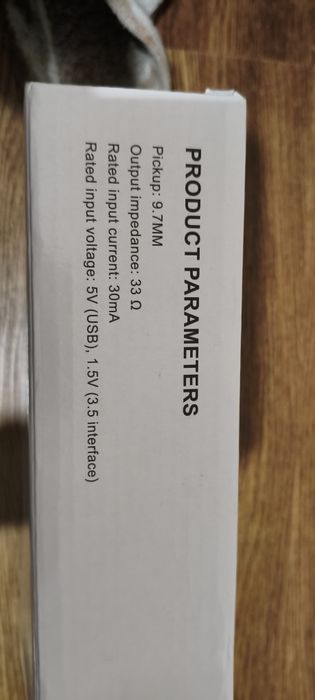 PRODUCT PARAMETERS
Pickup: 9.7MM
Output impedance: 33 Ω
Rated input current: 30mA
Rated input voltage: 5V (USB), 1.5V (3.5 interface)